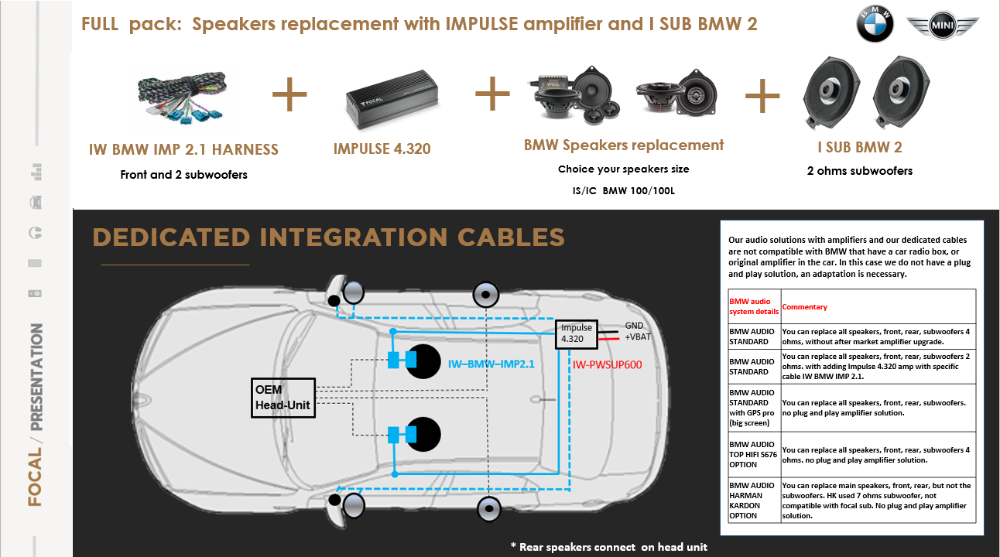 FULL pack: Speakers replacement with IMPULSE amplifier and I SUB BMW 2
BMW
MINI
FOCAL
IW BMW IMP 2.1 HARNESS
Front and 2 subwoofers
IMPULSE 4.320
BMW Speakers replacement
Choice your speakers size
IS/IC BMW 100/100L
I SUB BMW 2
2 ohms subwoofers
FOCAL / PRESENTATION
DEDICATED INTEGRATION CABLES
Impulse
4.320
GND
+VBAT
IW–BMW–IMP2.1
IW-PWSUP600
OEM
Head-Unit
* Rear speakers connect on head unit
Our audio solutions with amplifiers and our dedicated cables
are not compatible with BMW that have a car radio box, or
original amplifier in the car. In this case we do not have a plug
and play solution, an adaptation is necessary.
BMW audio
system details
Commentary
BMW AUDIO
STANDARD
You can replace all speakers, front, rear, subwoofers 4
ohms, without after market amplifier upgrade.
BMW AUDIO
STANDARD
You can replace all speakers, front, rear, subwoofers 2
ohms. with adding Impulse 4.320 amp with specific
cable IW BMW IMP 2.1.
BMW AUDIO
STANDARD
with GPS pro
(big screen)
You can replace all speakers, front, rear, subwoofers.
no plug and play amplifier solution.
BMW AUDIO
TOP HIFI S676
OPTION
You can replace all speakers, front, rear, subwoofers 4
ohms. no plug and play amplifier solution.
BMW AUDIO
HARMAN
KARDON
OPTION
You can replace main speakers, front, rear, but not the
subwoofers. HK used 7 ohms subwoofer, not
compatible with focal sub. No plug and play amplifier
solution.